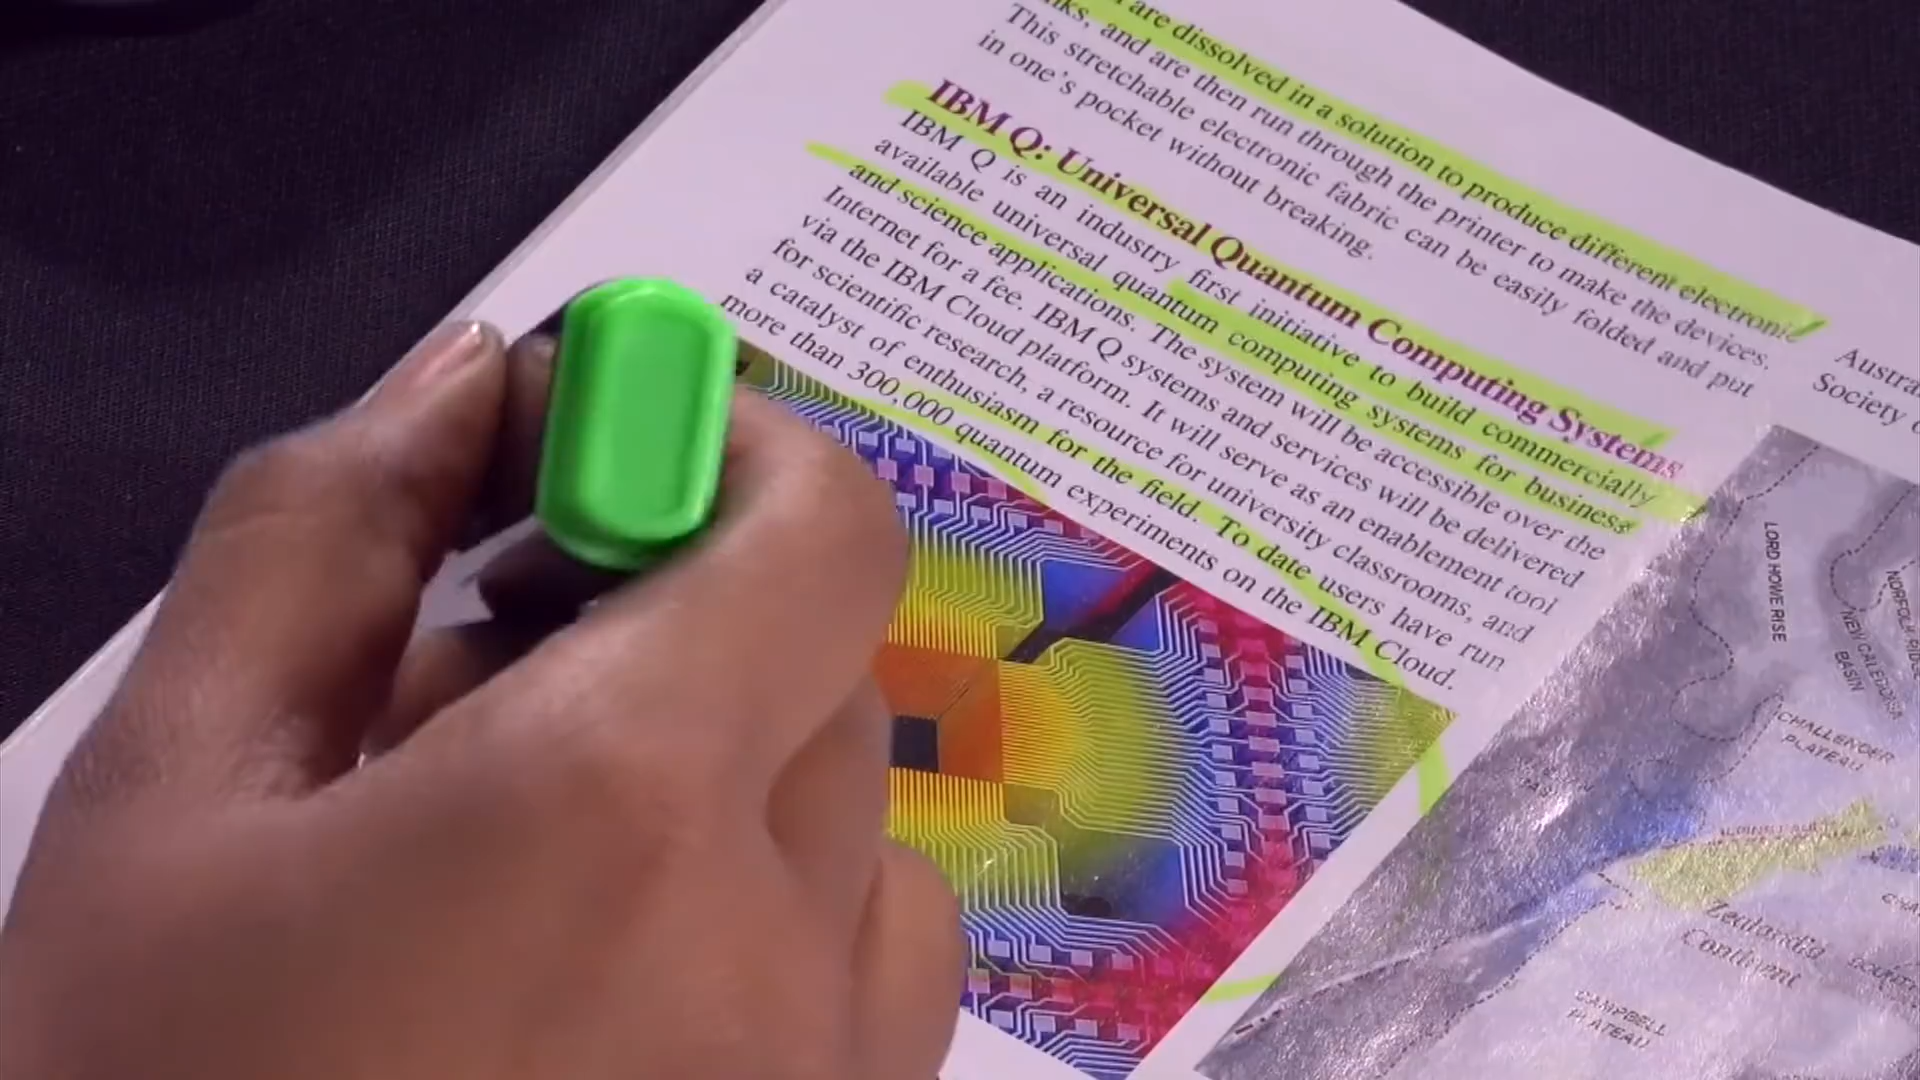 are dissolved in a solution to produce different electronic
and are then run through the printer to make the devices.
This stretchable electronic fabric can be easily folded and put
in one's pocket without breaking.
IBM Q: Universal Quantum Computing Systems
IBM Q is an industry first initiative to build commercially
available universal quantum computing systems for business
and science applications. The system will be accessible over the
Internet for a fee. IBM Q systems and services will be delivered
via the IBM Cloud platform. It will serve as an enablement tool
for scientific research, a resource for university classrooms, and
a catalyst of enthusiasm for the field. To date users have run
more than 300,000 quantum experiments on the IBM Cloud.
Society
LORD HOWE RISE
NEW CALEDONIA
BASIN
CHALLENGER
PLATEAU
Zealandia
Continent
CAMPBELL
PLATEAU